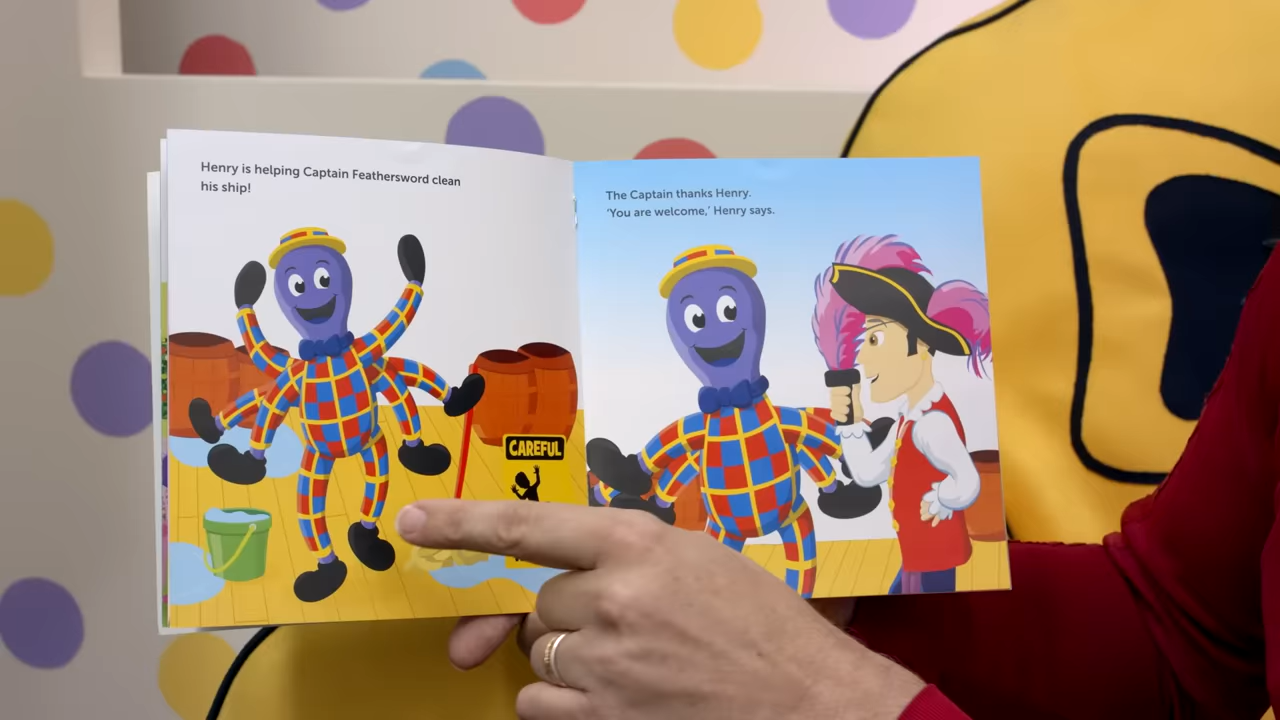 Henry is helping Captain Feathersword clean
his ship!
CAREFUL
The Captain thanks Henry.
‘You are welcome,’ Henry says.